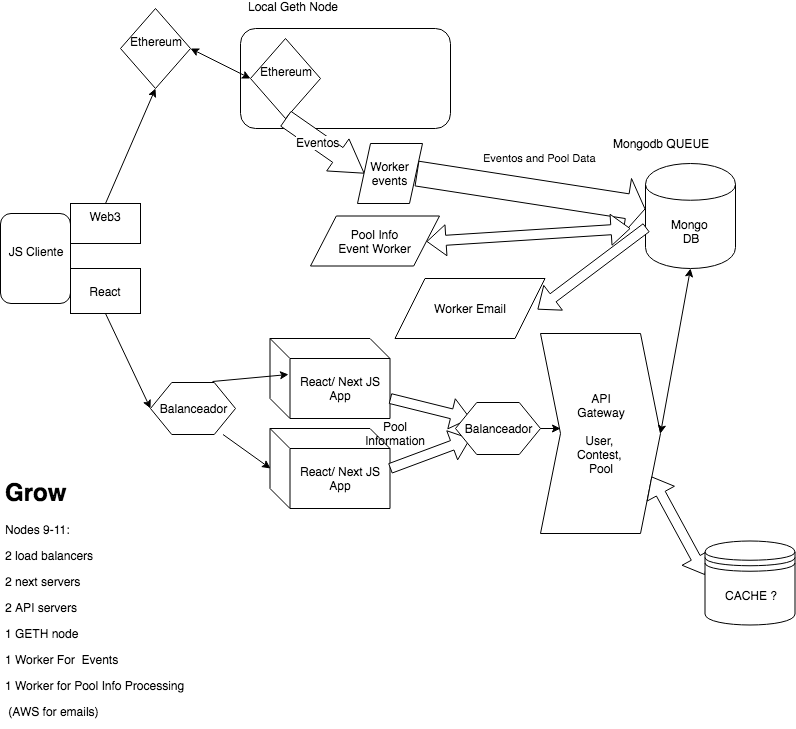 Local Geth Node
Ethereum
Ethereum
Eventos
Worker
events
Eventos and Pool Data
Mongodb QUEUE
Mongo
DB
Web3
JS Cliente
React
Pool Info
Event Worker
Worker Email
Balanceador
React/ Next JS
App
Pool
Information
React/ Next JS
App
Balanceador
API
Gateway
User,
Contest,
Pool
CACHE ?
Grow
Nodes 9-11:
2 load balancers
2 next servers
2 API servers
1 GETH node
1 Worker For  Events
1 Worker for Pool Info Processing
(AWS for emails)